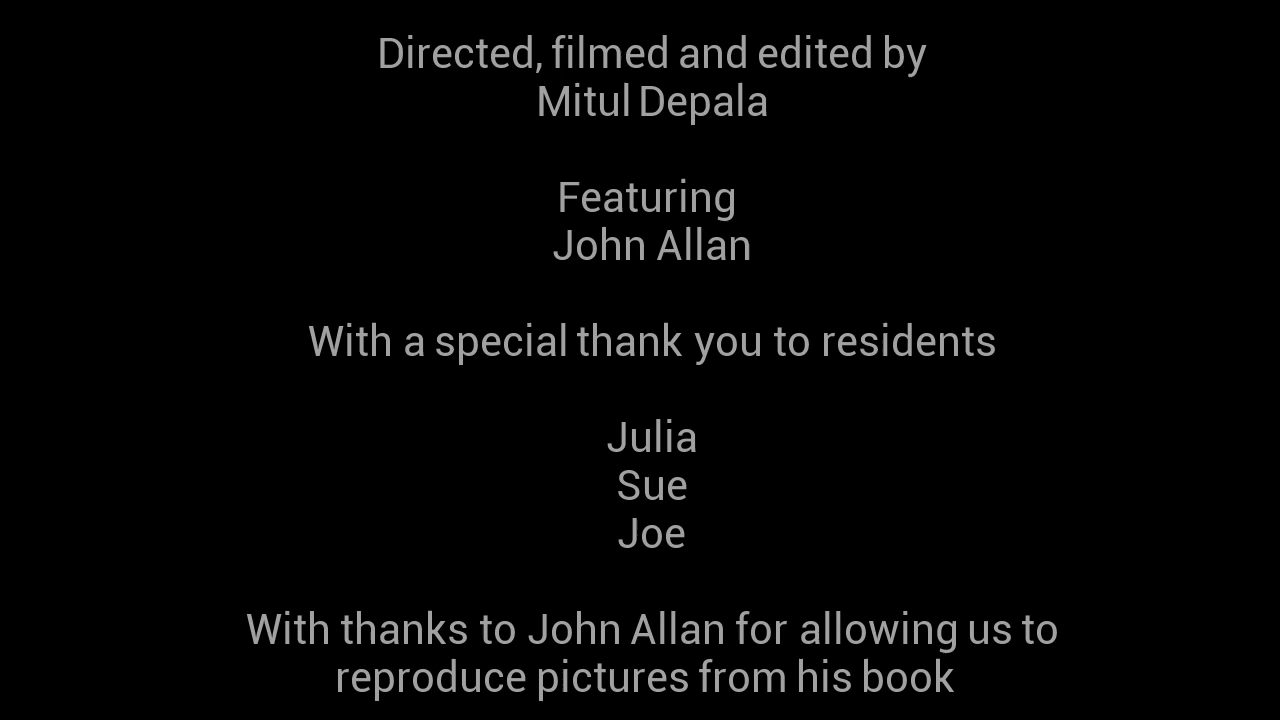 Directed, filmed and edited by
Mitul Depala
Featuring
John Allan
With a special thank you to residents
Julia
Sue
Joe
With thanks to John Allan for allowing us to
reproduce pictures from his book